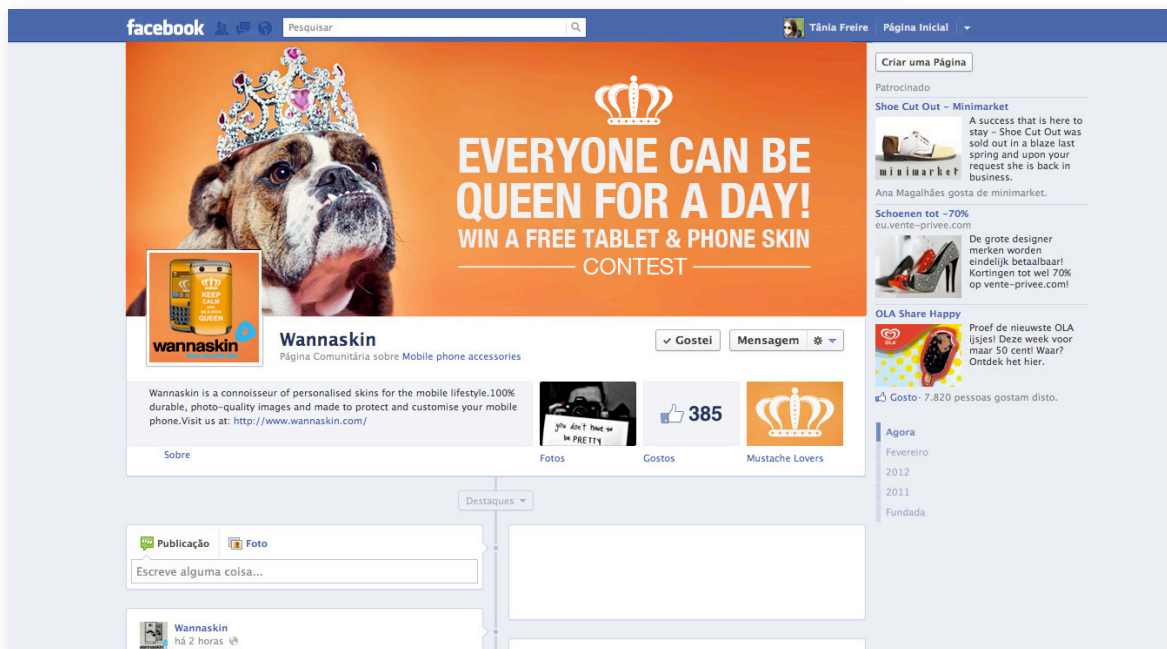 facebook
Pesquisar
Tânia Freire
Página Inicial
EVERYONE CAN BE
QUEEN FOR A DAY!
WIN A FREE TABLET & PHONE SKIN
CONTEST
KEEP
CALM
QUEEN
wannaskin
Wannaskin
Página Comunitária sobre Mobile phone accessories
Gostei
Mensagem
Wannaskin is a connoisseur of personalised skins for the mobile lifestyle.100%
durable, photo-quality images and made to protect and customise your mobile
phone.Visit us at: http://www.wannaskin.com/
Sobre
you don't have to
be PRETTY
Fotos
385
Gostos
Mustache Lovers
Destaques
Publicação
Foto
Escreve alguma coisa...
Wannaskin
há 2 horas
Criar uma Página
Patrocinado
Shoe Cut Out - Minimarket
minimarket
A success that is here to
stay - Shoe Cut Out was
sold out in a blaze last
spring and upon your
request she is back in
business.
Ana Magalhães gosta de minimarket.
Schoenen tot -70%
eu.vente-privee.com
De grote designer
merken worden
eindelijk betaalbaar!
Kortingen tot wel 70%
op vente-privee.com!
OLA Share Happy
OLA
Proef de nieuwste OLA
ijsjes! Deze week voor
maar 50 cent! Waar?
Ontdek het hier.
Gosto · 7.820 pessoas gostam disto.
Agora
Fevereiro
2012
2011
Fundada